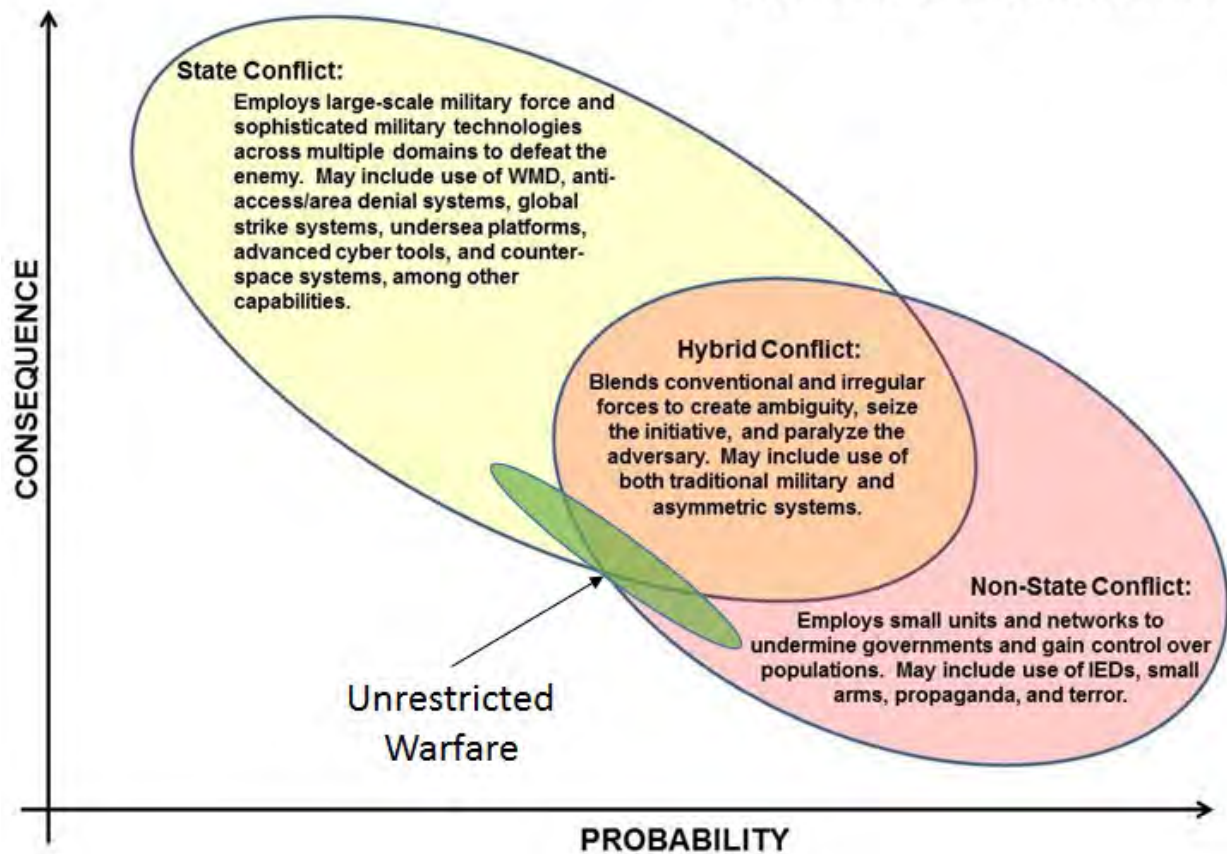 State Conflict:
Employs large-scale military force and
sophisticated military technologies
across multiple domains to defeat the
enemy. May include use of WMD, anti-
access/area denial systems, global
strike systems, undersea platforms,
advanced cyber tools, and counter-
space systems, among other
capabilities.
CONSEQUENCE
Hybrid Conflict:
Blends conventional and irregular
forces to create ambiguity, seize
the initiative, and paralyze the
adversary. May include use of
both traditional military and
asymmetric systems.
Non-State Conflict:
Employs small units and networks to
undermine governments and gain control over
populations. May include use of IEDs, small
arms, propaganda, and terror.
Unrestricted
Warfare
PROBABILITY